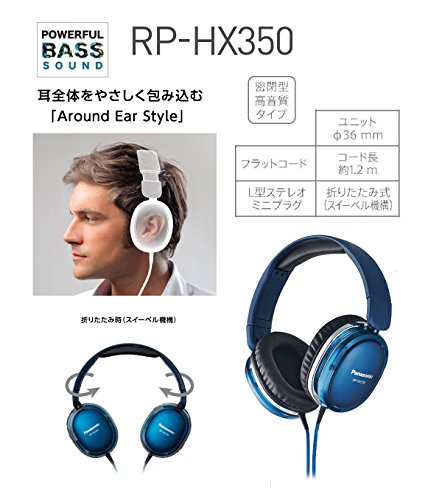 POWERFUL
BASS
SOUND
RP-HX350
耳全体をやさしく包み込む
「Around Ear Style」
密閉型
高音質
タイプ
ユニット
φ36 mm
フラットコード
コード長
約1.2 m
L型ステレオ
ミニプラグ
折りたたみ式
(スイーベル機構)
折りたたみ時(スイーベル機構)
Panasonic
Panasonic
Panasonic
RP-HX350